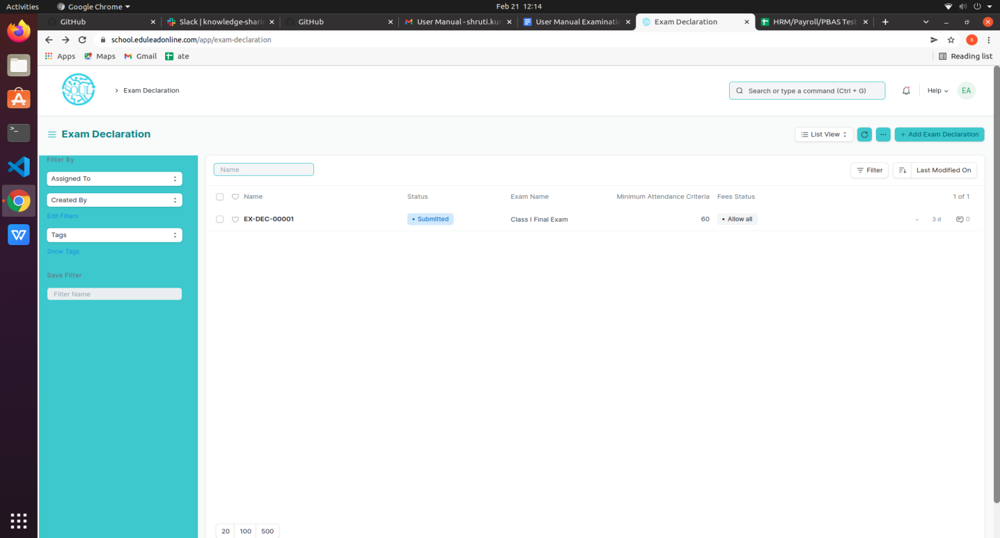 Activities Google Chrome Feb 21 12:14
GitHub Slack | knowledge-sharin GitHub User Manual - shruti.kum User Manual Examinatio Exam Declaration HRM/Payroll/PBAS Test
school.eduleadonline.com/app/exam-declaration S
Apps Maps Gmail ate Reading list
SOUL Exam Declaration Search or type a command (Ctrl + G) Help EA
Exam Declaration List View + Add Exam Declaration
Filter By
Assigned To
Created By
Edit Filters
Tags
Show Tags
Save Filter
Filter Name
Name Filter Last Modified On
Name Status Exam Name Minimum Attendance Criteria Fees Status 1 of 1
EX-DEC-00001 Submitted Class I Final Exam 60 Allow all - 3 d 0
20 100 500